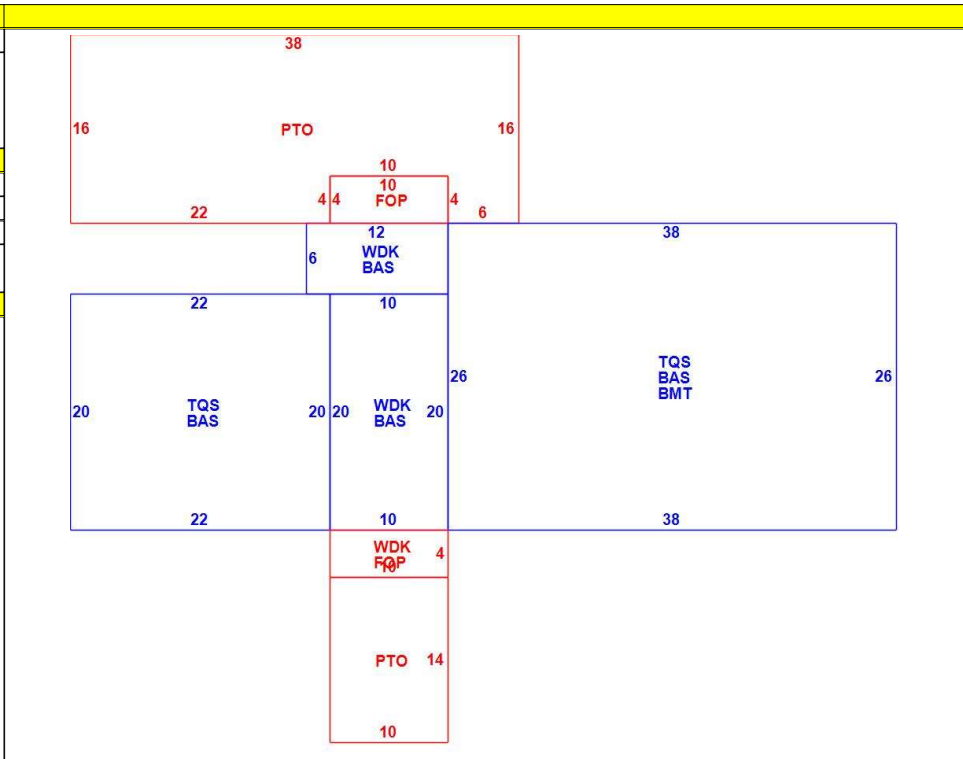 38
16 PTO 16
10
10
4 4 FOP 4
22 6
12 38
6 WDK
BAS
22 10
TQS
BAS
BMT
26 26
20 TQS 20 20 WDK 20
BAS BAS
22 10 38
WDK 4
FOP
10
PTO 14
10